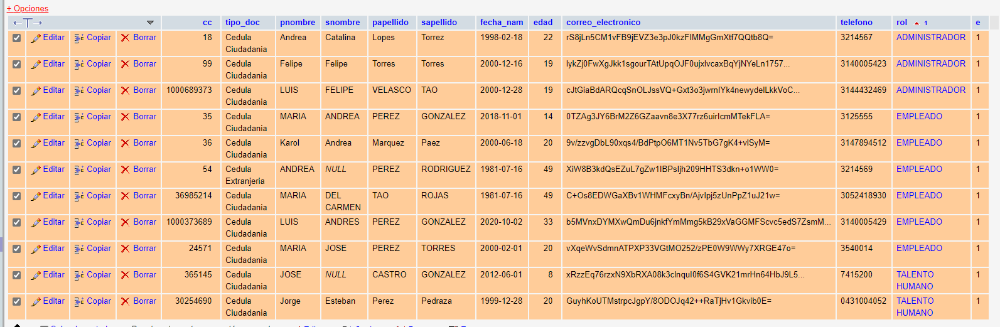 + Opciones
cc tipo_doc pnombre snombre papellido sapellido fecha_nam edad correo_electronico telefono rol 1 e
Editar Copiar Borrar 18 Cedula Ciudadania Andrea Catalina Lopes Torrez 1998-02-18 22 rS8jLn5CM1vFB9jEVZ3e3pJ0kzFIMMgGmXtf7QQtb8Q= 3214567 ADMINISTRADOR 1
Editar Copiar Borrar 99 Cedula Ciudadania Felipe Felipe Torres Torres 2000-12-16 19 lykZj0FwXgJkk1sgourTAtUpqOJF0ujxlvcaxBqYjNYeLn1757... 3140005423 ADMINISTRADOR 1
Editar Copiar Borrar 1000689373 Cedula Ciudadania LUIS FELIPE VELASCO TAO 2000-12-28 19 cJtGiaBdARQcqSnOLJssVQ+Gxt3o3jwrnIYk4newydelLkkVoC... 3144432469 ADMINISTRADOR 1
Editar Copiar Borrar 35 Cedula Ciudadania MARIA ANDREA PEREZ GONZALEZ 2018-11-01 14 0TZAg3JY6BrM2Z6GZaavn8e3X77rz6uirIcmMTekFLA= 3125555 EMPLEADO 1
Editar Copiar Borrar 36 Cedula Ciudadania Karol Andrea Marquez Paez 2000-06-18 20 9v/zzvgDbL90xqs4/BdPtpO6MT1Nv5TbG7gK4+vlSyM= 3147894512 EMPLEADO 1
Editar Copiar Borrar 54 Cedula Extranjeria ANDREA NULL PEREZ RODRIGUEZ 1981-07-16 49 XiW8B3kdQsEZuL7gZw1IBPsIjh209HHTS3dkn+o1WW0= 3214569 EMPLEADO 1
Editar Copiar Borrar 36985214 Cedula Ciudadania MARIA DEL CARMEN TAO ROJAS 1981-07-16 49 C+Os8EDWGaXBv1WHMFcxyBn/AjvIpj5zUnPpZ1uJ21w= 3052418930 EMPLEADO 1
Editar Copiar Borrar 1000373689 Cedula Ciudadania LUIS ANDRES PEREZ GONZALEZ 2020-10-02 33 b5MVnxDYMXwQmDu6jnkfYmMmg5kB29xVaGGMFScvc5edS7ZsmM... 3140005429 EMPLEADO 1
Editar Copiar Borrar 24571 Cedula Ciudadania MARIA JOSE PEREZ TORRES 2000-02-01 20 vXqeWvSdmnATPXP33VGtMO252/zPE0W9WWy7XRGE47o= 3540014 EMPLEADO 1
Editar Copiar Borrar 365145 Cedula Ciudadania JOSE NULL CASTRO GONZALEZ 2012-06-01 8 xRzzEq76rzxN9XbRXA08k3clnquI0f6S4GVK21mrHn64HbJ9L5... 7415200 TALENTO HUMANO 1
Editar Copiar Borrar 30254690 Cedula Ciudadania Jorge Esteban Perez Pedraza 1999-12-28 20 GuyhKoUTMstrpcJgpY/8ODOJq42++RaTjHv1Gkvib0E= 0431004052 TALENTO HUMANO 1